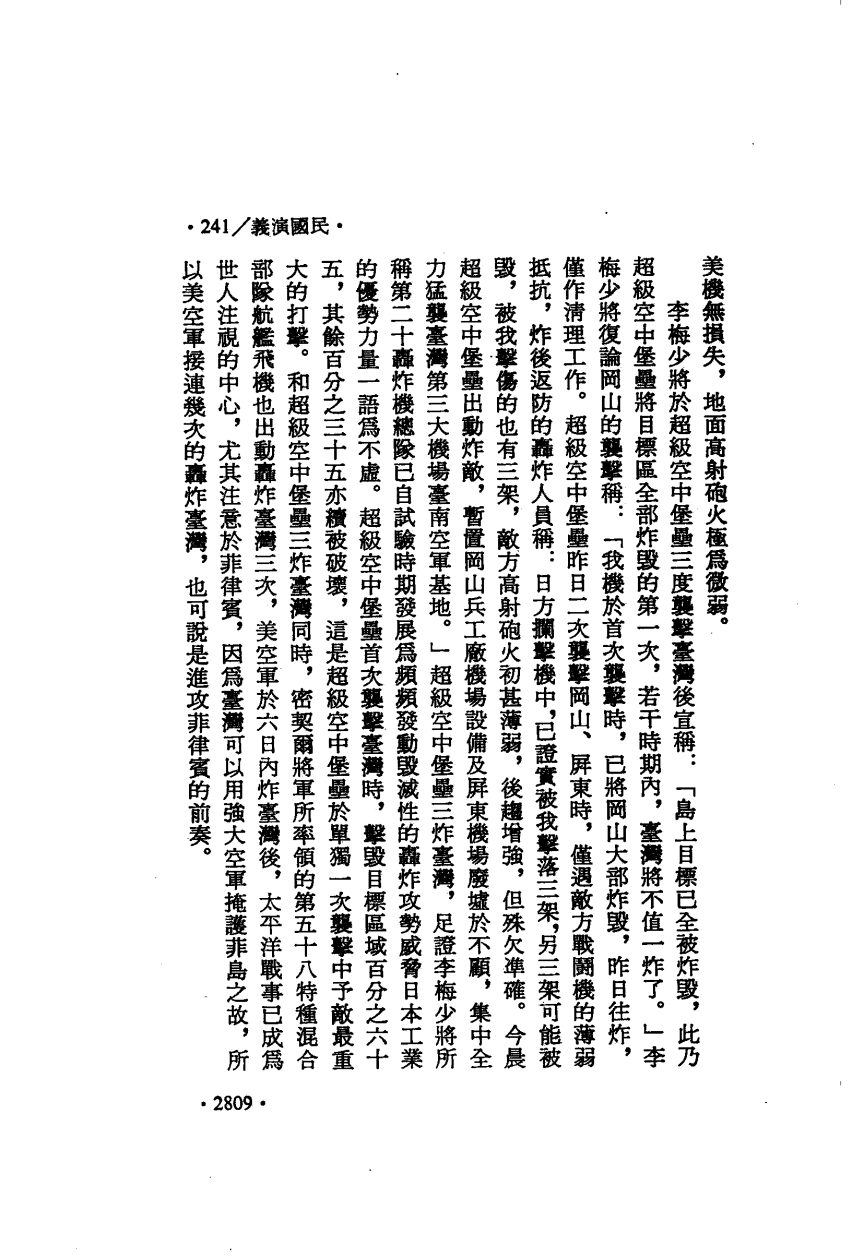 •241／義演國民•
美機無損失，地面高射砲火極爲微弱。
李梅少將於超級空中堡壘三度襲擊臺灣後宣稱：「島上目標已全被炸毀，此乃
超級空中堡壘將目標區全部炸毀的第一次，若干時期內，臺灣將不值一炸了。」李
梅少將復論岡山的襲擊稱：「我機於首次襲擊時，已將岡山大部炸毀，昨日往炸，
僅作清理工作。超級空中堡壘昨日二次襲擊岡山、屏東時，僅遇敵方戰鬪機的薄弱
抵抗，炸後返防的轟炸人員稱：日方攔擊機中，已證實被我擊落三架，另三架可能被
毀，被我擊傷的也有三架，敵方高射砲火初甚薄弱，後趨增強，但殊欠準確。今晨
超級空中堡壘出動炸敵，暫置岡山兵工廠機場設備及屏東機場廢墟於不顧，集中全
力猛襲臺灣第三大機場臺南空軍基地。」超級空中堡壘三炸臺灣，足證李梅少將所
稱第二十轟炸機總隊已自試驗時期發展爲頻頻發動毀滅性的轟炸攻勢威脅日本工業
的優勢力量一語爲不虛。超級空中堡壘首次襲擊臺灣時，擊毀目標區域百分之六十
五，其餘百分之三十五亦續被破壞，這是超級空中堡壘於單獨一次襲擊中予敵最重
大的打擊。和超級空中堡壘三炸臺灣同時，密契爾將軍所率領的第五十八特種混合
部隊航艦飛機也出動轟炸臺灣三次，美空軍於六日內炸臺灣後，太平洋戰事已成爲
世人注視的中心，尤其注意於菲律賓，因爲臺灣可以用強大空軍掩護菲島之故，所
以美空軍接連幾次的轟炸臺灣，也可說是進攻菲律賓的前奏。
•2809•